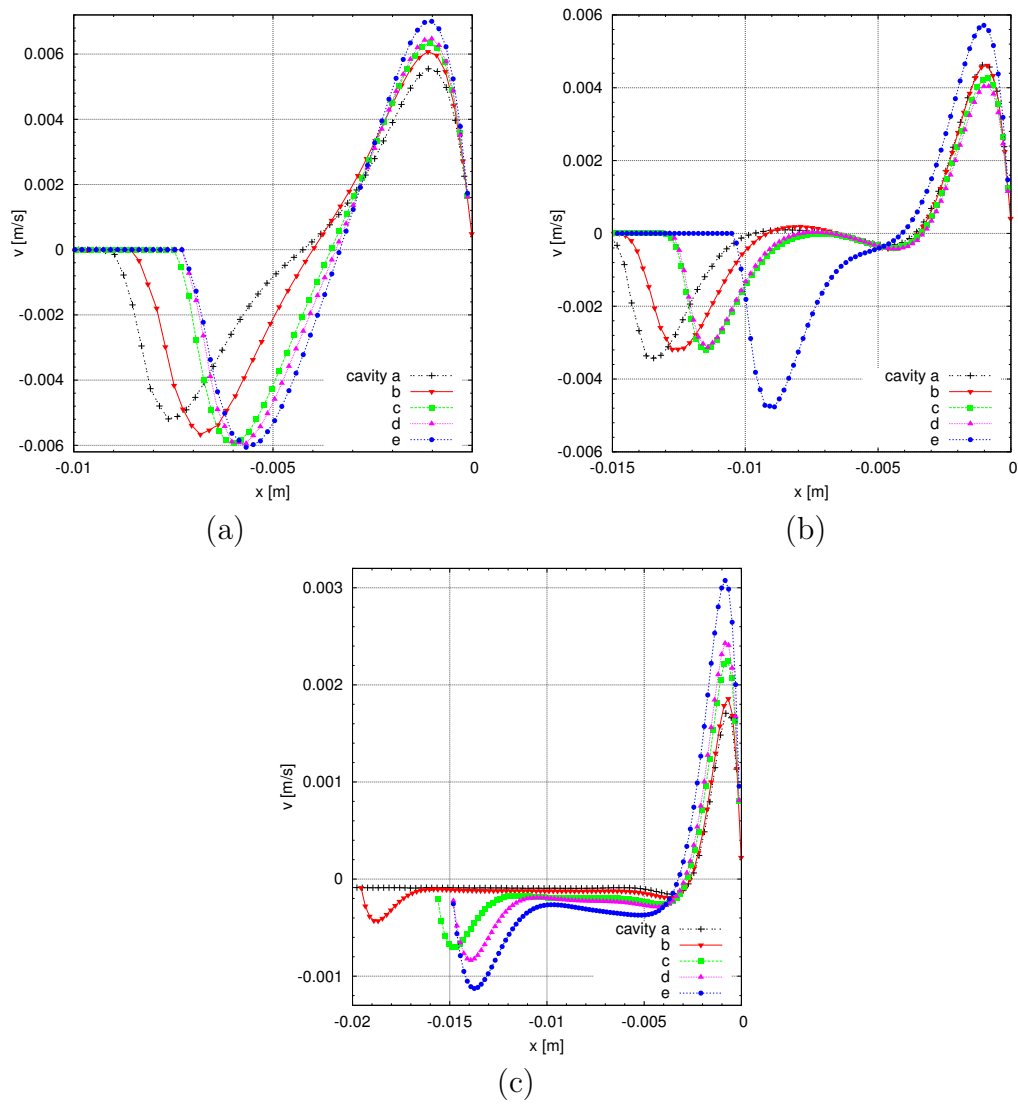 0.006
0.004
0.002
0
-0.002
-0.004
-0.006
-0.01
-0.005
0
v [m/s]
x [m]
cavity a
b
c
d
e
(a)
0.006
0.004
0.002
0
-0.002
-0.004
-0.006
-0.015
-0.01
-0.005
0
v [m/s]
x [m]
cavity a
b
c
d
e
(b)
0.003
0.002
0.001
0
-0.001
-0.02
-0.015
-0.01
-0.005
0
v [m/s]
x [m]
cavity a
b
c
d
e
(c)